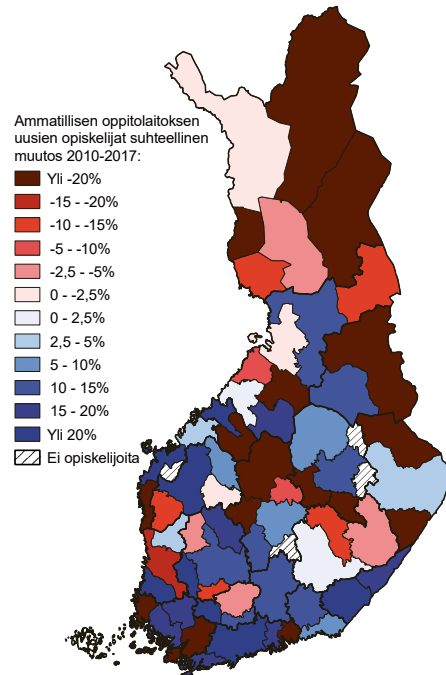 Ammatillisen oppitolaitoksen
uusien opiskelijat suhteellinen
muutos 2010-2017:
Yli -20%
-15 - -20%
-10 - -15%
-5 - -10%
-2,5 - -5%
0 - -2,5%
0 - 2,5%
2,5 - 5%
5 - 10%
10 - 15%
15 - 20%
Yli 20%
Ei opiskelijoita